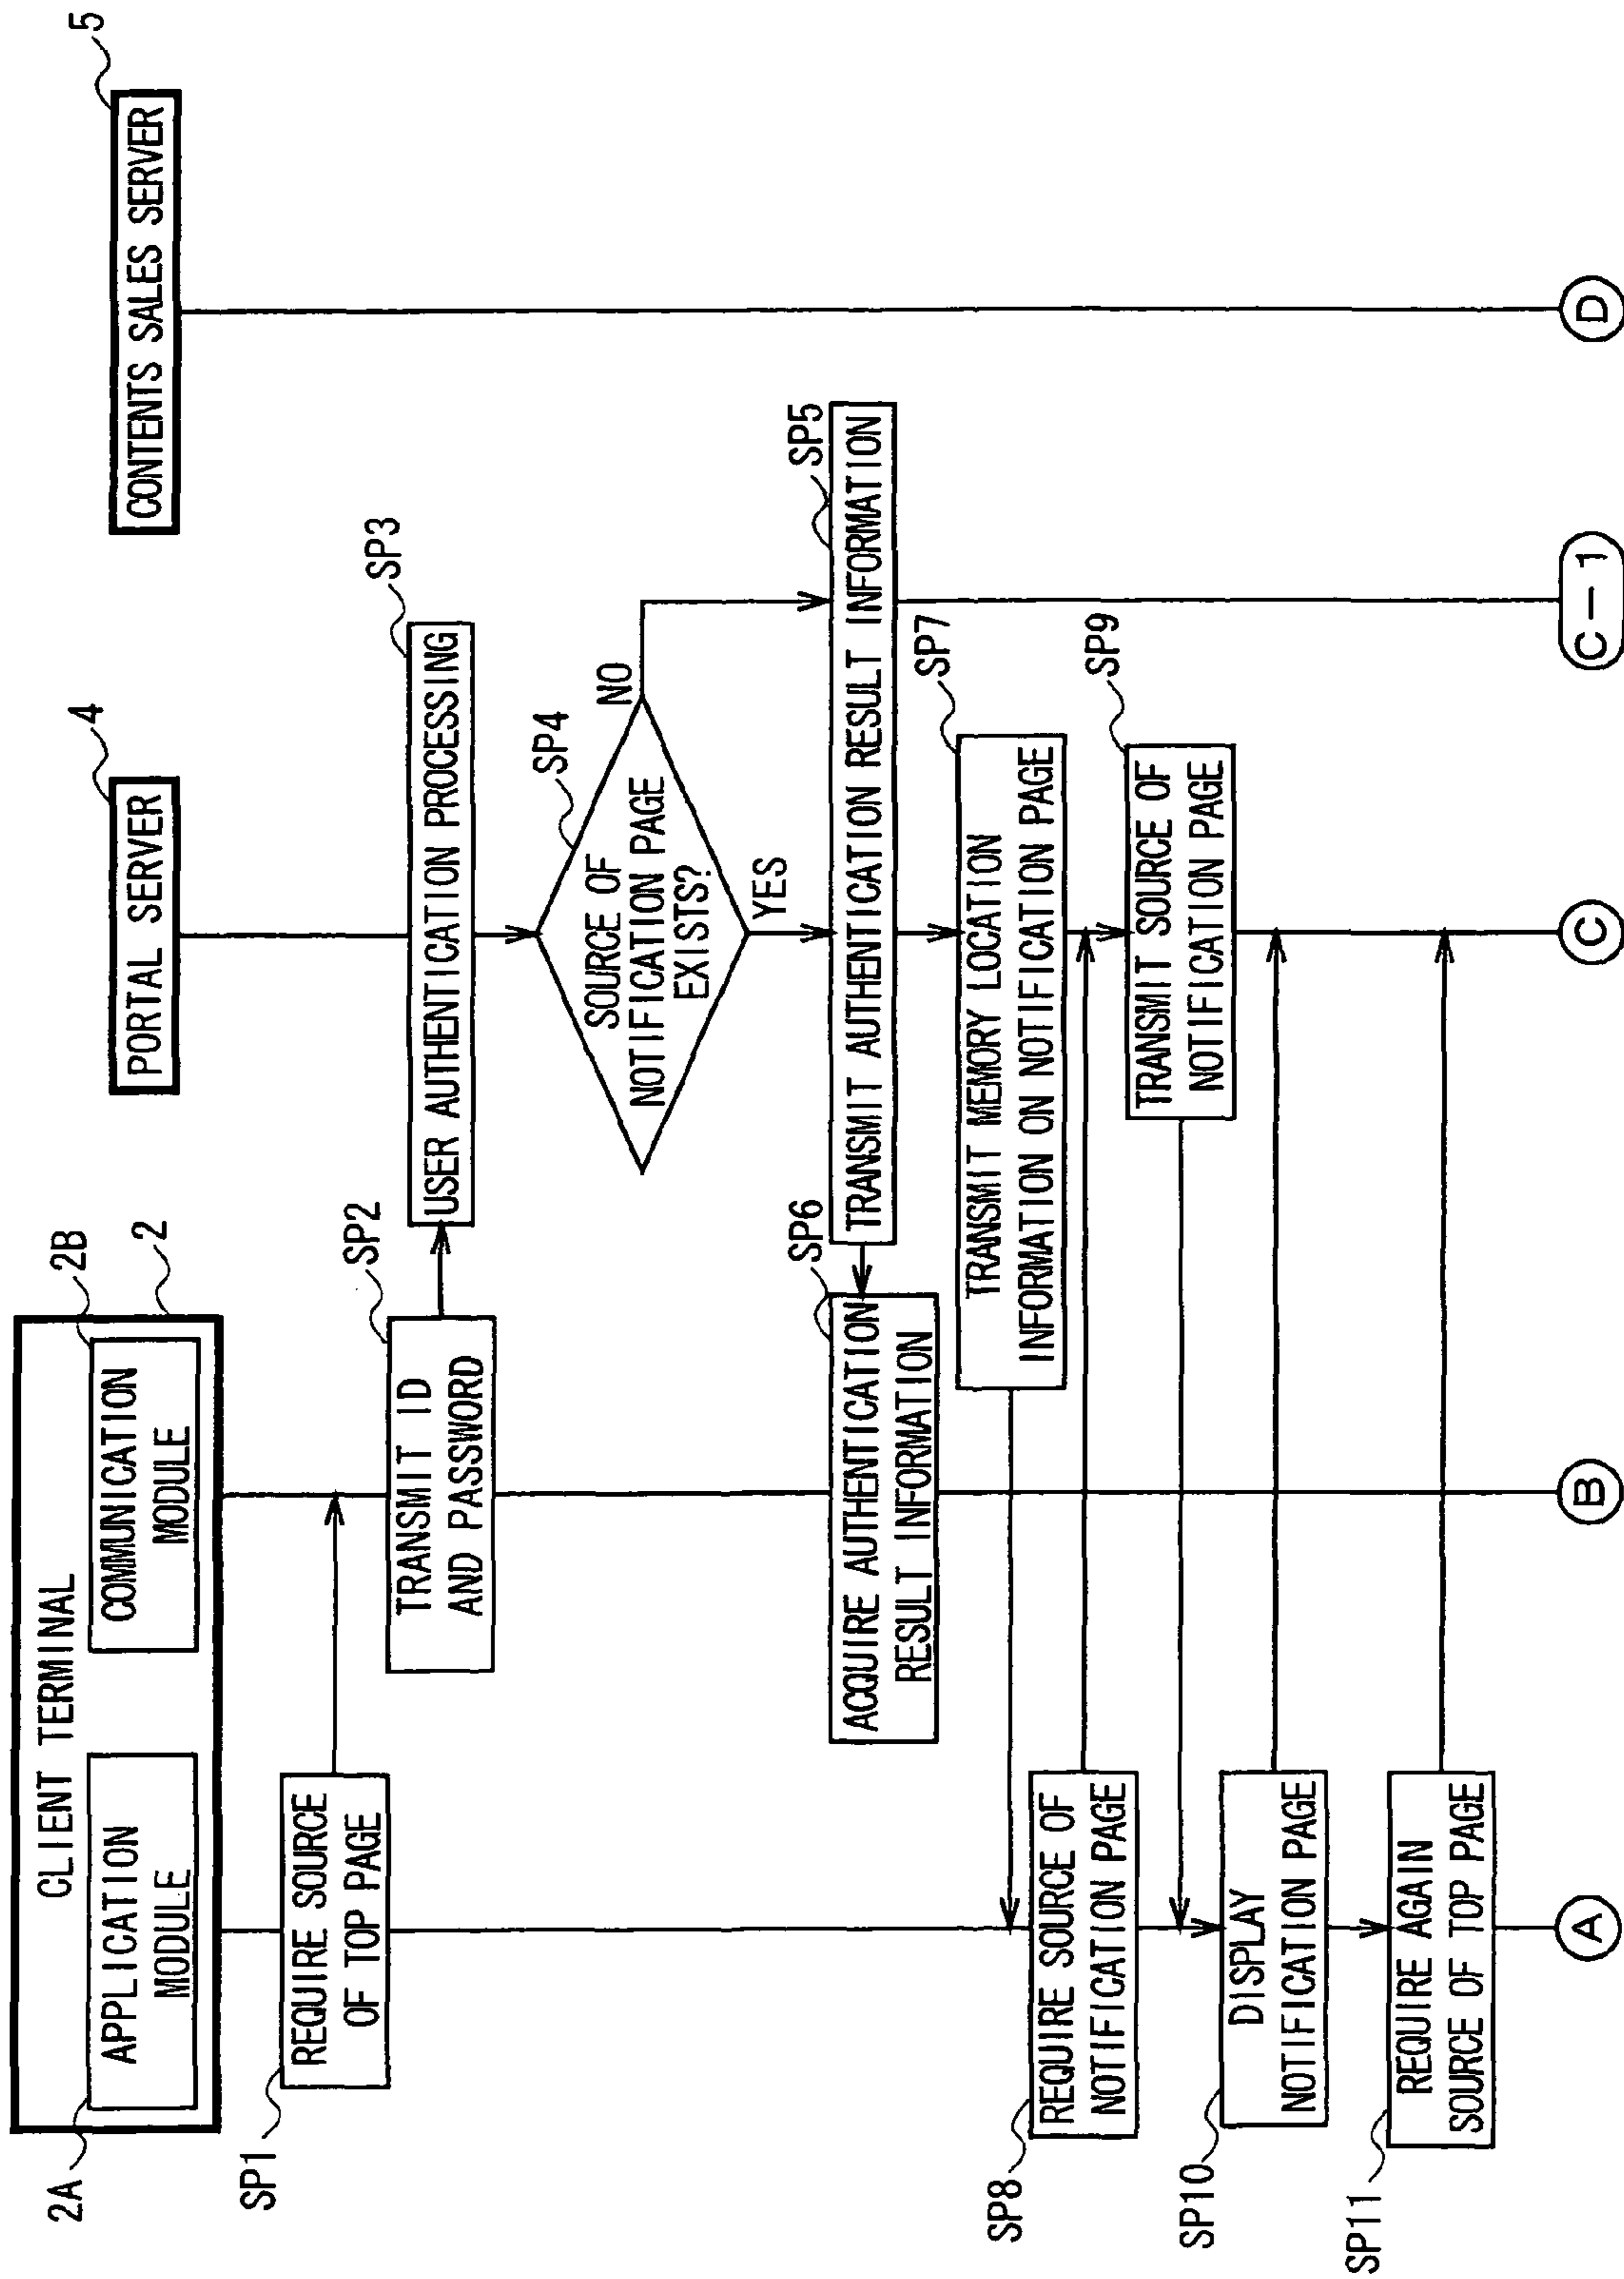 CLIENT TERMINAL
APPLICATION
MODULE
2A
COMMUNICATION
MODULE
2B
2
PORTAL SERVER
4
CONTENTS SALES SERVER
5
SP1
REQUIRE SOURCE
OF TOP PAGE
SP2
TRANSMIT ID
AND PASSWORD
SP3
USER AUTHENTICATION PROCESSING
SP4
SOURCE OF
NOTIFICATION PAGE
EXISTS?
NO
YES
SP5
TRANSMIT AUTHENTICATION RESULT INFORMATION
SP6
ACQUIRE AUTHENTICATION
RESULT INFORMATION
SP7
TRANSMIT MEMORY LOCATION
INFORMATION ON NOTIFICATION PAGE
SP8
REQUIRE SOURCE OF
NOTIFICATION PAGE
SP9
TRANSMIT SOURCE OF
NOTIFICATION PAGE
SP10
DISPLAY
NOTIFICATION PAGE
SP11
REQUIRE AGAIN
SOURCE OF TOP PAGE
A
B
C
C-1
D